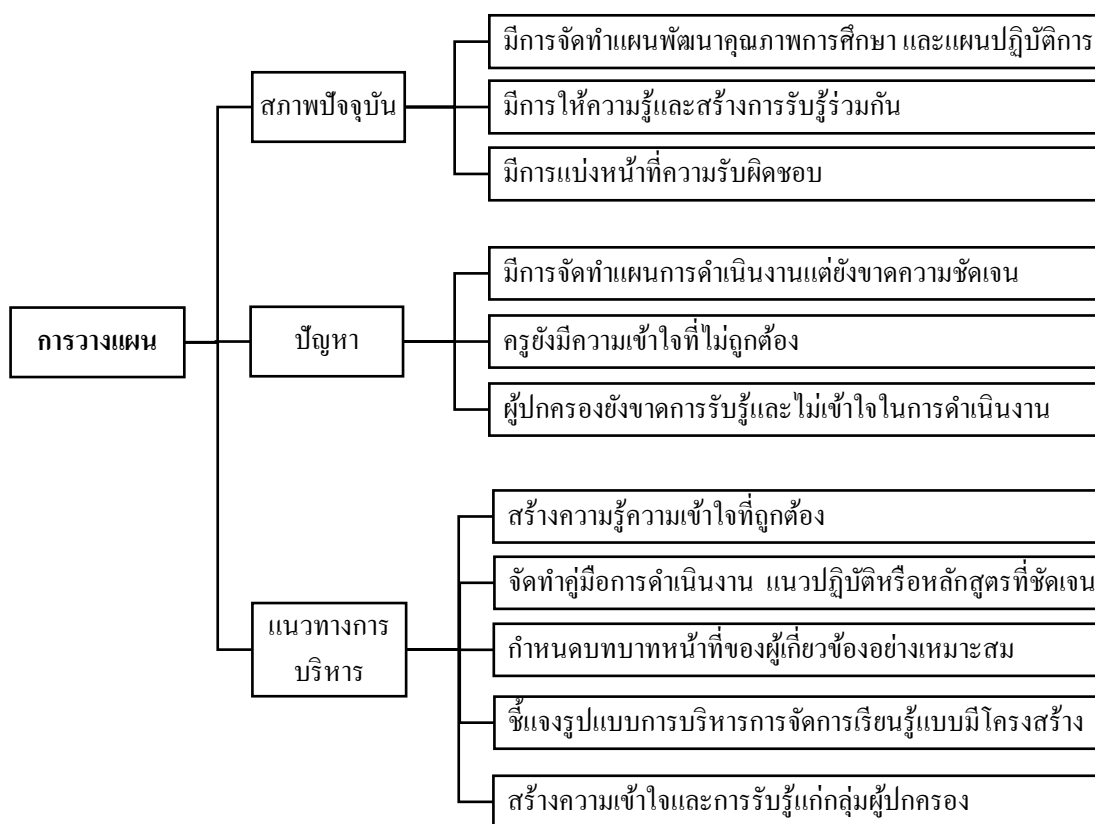 การวางแผน
สภาพปัจจุบัน
มีการจัดทำแผนพัฒนาคุณภาพการศึกษา และแผนปฏิบัติการ
มีการให้ความรู้และสร้างการรับรู้ร่วมกัน
มีการแบ่งหน้าที่ความรับผิดชอบ
ปัญหา
มีการจัดทำแผนการดำเนินงานแต่ยังขาดความชัดเจน
ครูยังมีความเข้าใจที่ไม่ถูกต้อง
ผู้ปกครองยังขาดการรับรู้และไม่เข้าใจในการดำเนินงาน
แนวทางการ
บริหาร
สร้างความรู้ความเข้าใจที่ถูกต้อง
จัดทำคู่มือการดำเนินงาน แนวปฏิบัติหรือหลักสูตรที่ชัดเจน
กำหนดบทบาทหน้าที่ของผู้เกี่ยวข้องอย่างเหมาะสม
ชี้แจงรูปแบบการบริหารการจัดการเรียนรู้แบบมีโครงสร้าง
สร้างความเข้าใจและการรับรู้แก่กลุ่มผู้ปกครอง